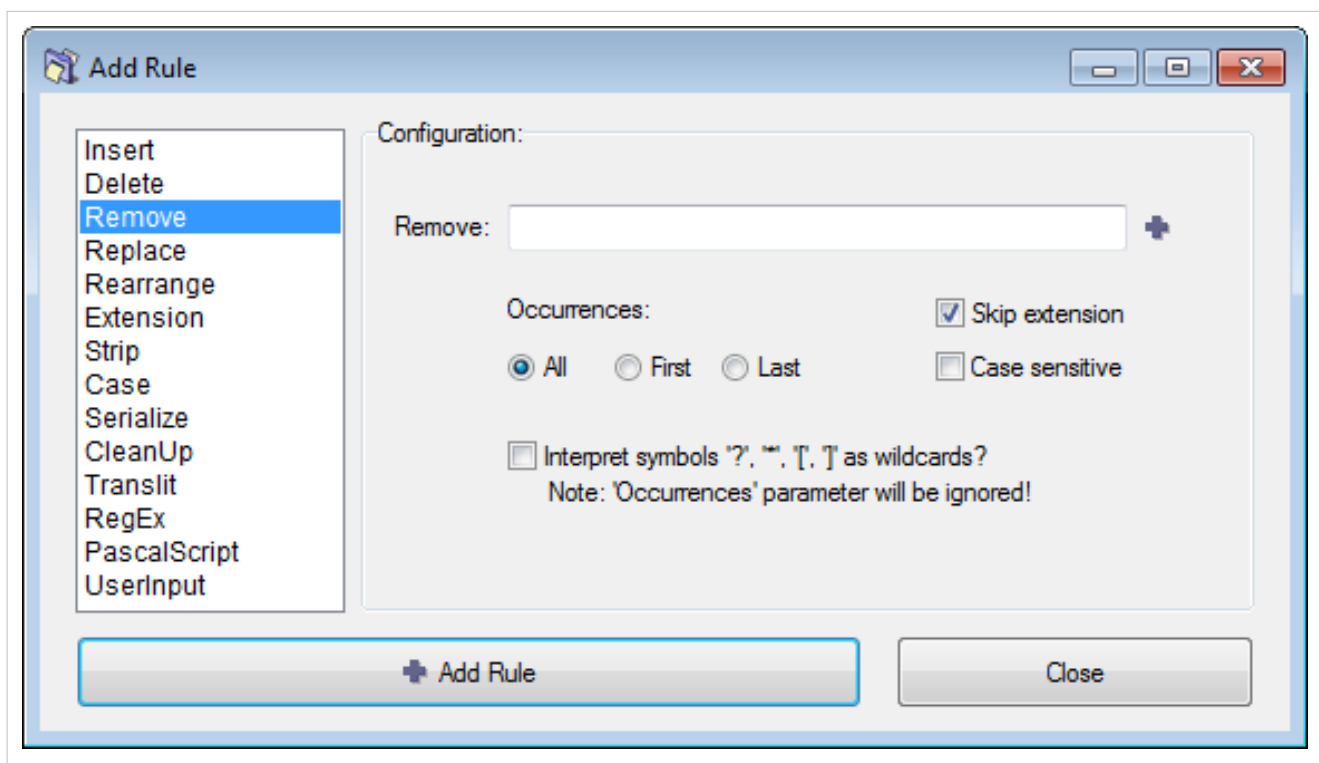 Add Rule
Insert
Delete
Remove
Replace
Rearrange
Extension
Strip
Case
Serialize
CleanUp
Translit
RegEx
PascalScript
UserInput
Configuration:
Remove:
Occurrences:
Skip extension
All First Last
Case sensitive
Interpret symbols '?', '*', '[', ']' as wildcards?
Note: 'Occurrences' parameter will be ignored!
Add Rule
Close